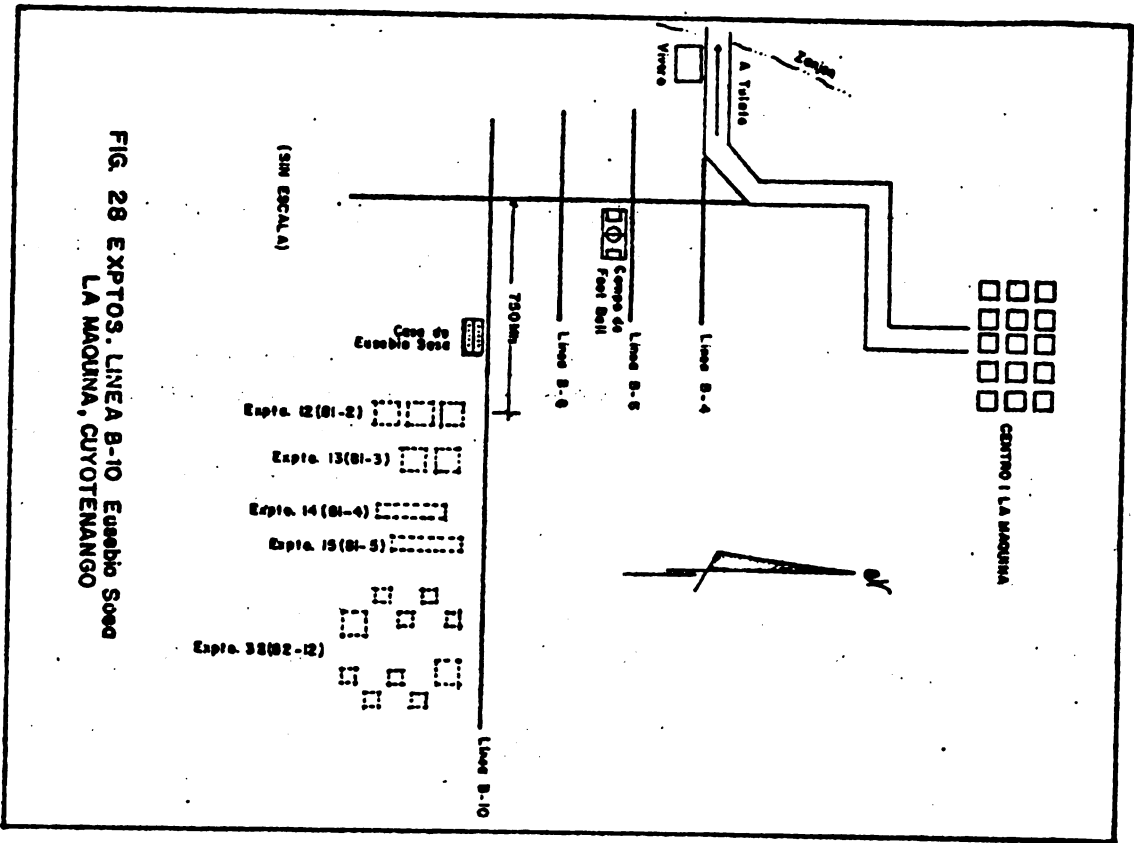 Zanjon
A Tulate
Vivero
CENTRO I LA MAQUINA
Linea B-4
Linea B-5
Campo de
Foot Ball
Linea B-6
750 Mts
Casa de
Eusebio Sosa
Linea B-10
Expto. 12(81-2)
Expto. 13(81-3)
Expto. 14(81-4)
Expto. 15(81-5)
Expto. 32(82-12)
(SIN ESCALA)
FIG. 28 EXPTOS. LINEA B-10 Eusebio Sosa
LA MAQUINA, CUYOTENANGO